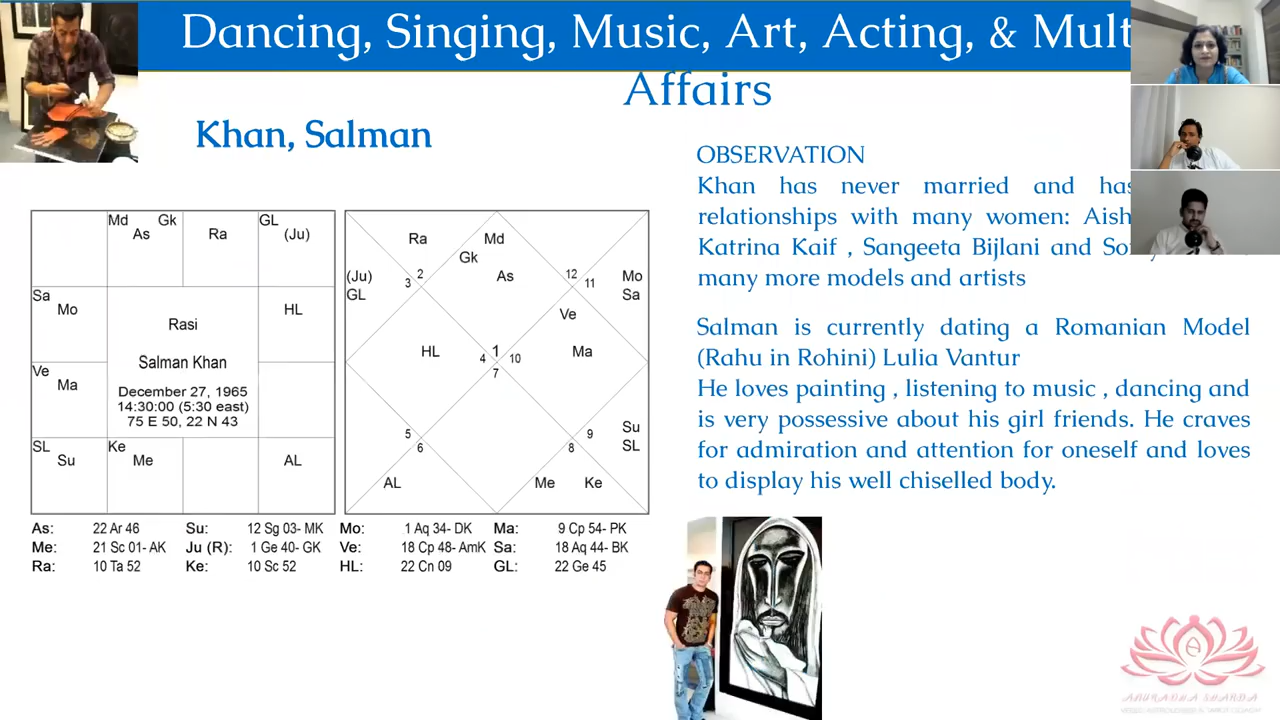 Dancing, Singing, Music, Art, Acting, & Mult
Affairs
Khan, Salman
OBSERVATION
Khan has never married and has
relationships with many women: Aish
Katrina Kaif , Sangeeta Bijlani and So
many more models and artists
Salman is currently dating a Romanian Model
(Rahu in Rohini) Lulia Vantur
He loves painting , listening to music , dancing and
is very possessive about his girl friends. He craves
for admiration and attention for oneself and loves
to display his well chiselled body.
Md Gk
As
Ra
GL
(Ju)
Sa
Mo
HL
Ve
Ma
SL
Su
Ke
Me
AL
Rasi
Salman Khan
December 27, 1965
14:30:00 (5:30 east)
75 E 50, 22 N 43
Ra
Md
Gk
As
(Ju)
GL
3
2
12
11
Mo
Sa
Ve
HL
4
1
10
7
Ma
5
6
9
8
Su
SL
AL
Me
Ke
As: 22 Ar 46 Su: 12 Sg 03- MK Mo: 1 Aq 34- DK Ma: 9 Cp 54- PK
Me: 21 Sc 01- AK Ju (R): 1 Ge 40- GK Ve: 18 Cp 48- AmK Sa: 18 Aq 44- BK
Ra: 10 Ta 52 Ke: 10 Sc 52 HL: 22 Cn 09 GL: 22 Ge 45
ANURADHA SHARDA